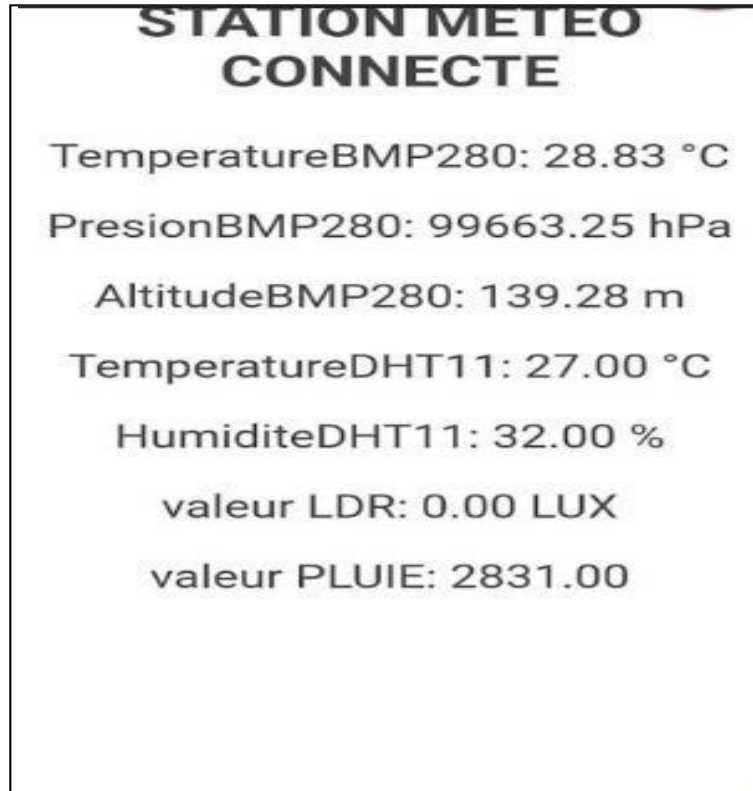 STATION METEO
CONNECTE
TemperatureBMP280: 28.83 °C
PresionBMP280: 99663.25 hPa
AltitudeBMP280: 139.28 m
TemperatureDHT11: 27.00 °C
HumiditeDHT11: 32.00 %
valeur LDR: 0.00 LUX
valeur PLUIE: 2831.00